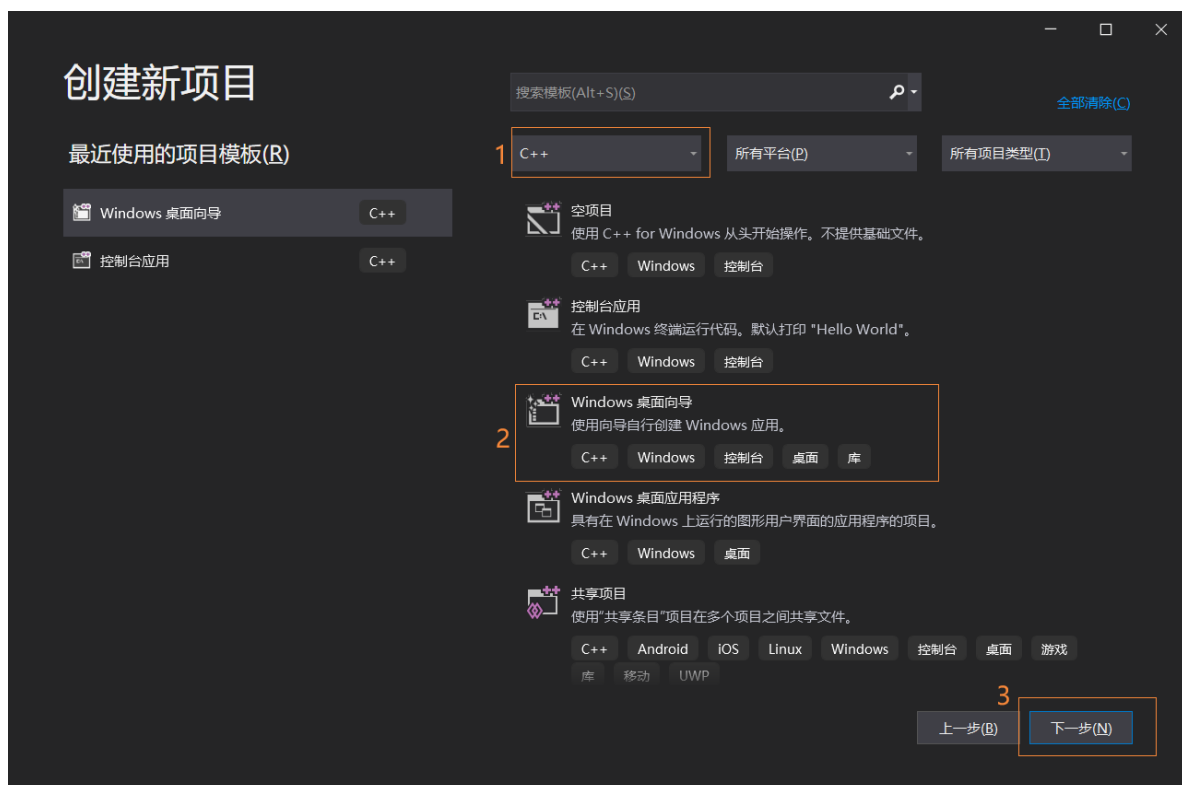 创建新项目
最近使用的项目模板(R)
Windows 桌面向导 C++
控制台应用 C++
搜索模板(Alt+S)(S)
全部清除(C)
1 C++ 所有平台(P) 所有项目类型(T)
空项目
使用 C++ for Windows 从头开始操作。不提供基础文件。
C++ Windows 控制台
控制台应用
在 Windows 终端运行代码。默认打印 "Hello World"。
C++ Windows 控制台
2
Windows 桌面向导
使用向导自行创建 Windows 应用。
C++ Windows 控制台 桌面 库
Windows 桌面应用程序
具有在 Windows 上运行的图形用户界面的应用程序的项目。
C++ Windows 桌面
共享项目
使用"共享条目"项目在多个项目之间共享文件。
C++ Android iOS Linux Windows 控制台 桌面 游戏
库 移动 UWP
3
上一步(B) 下一步(N)